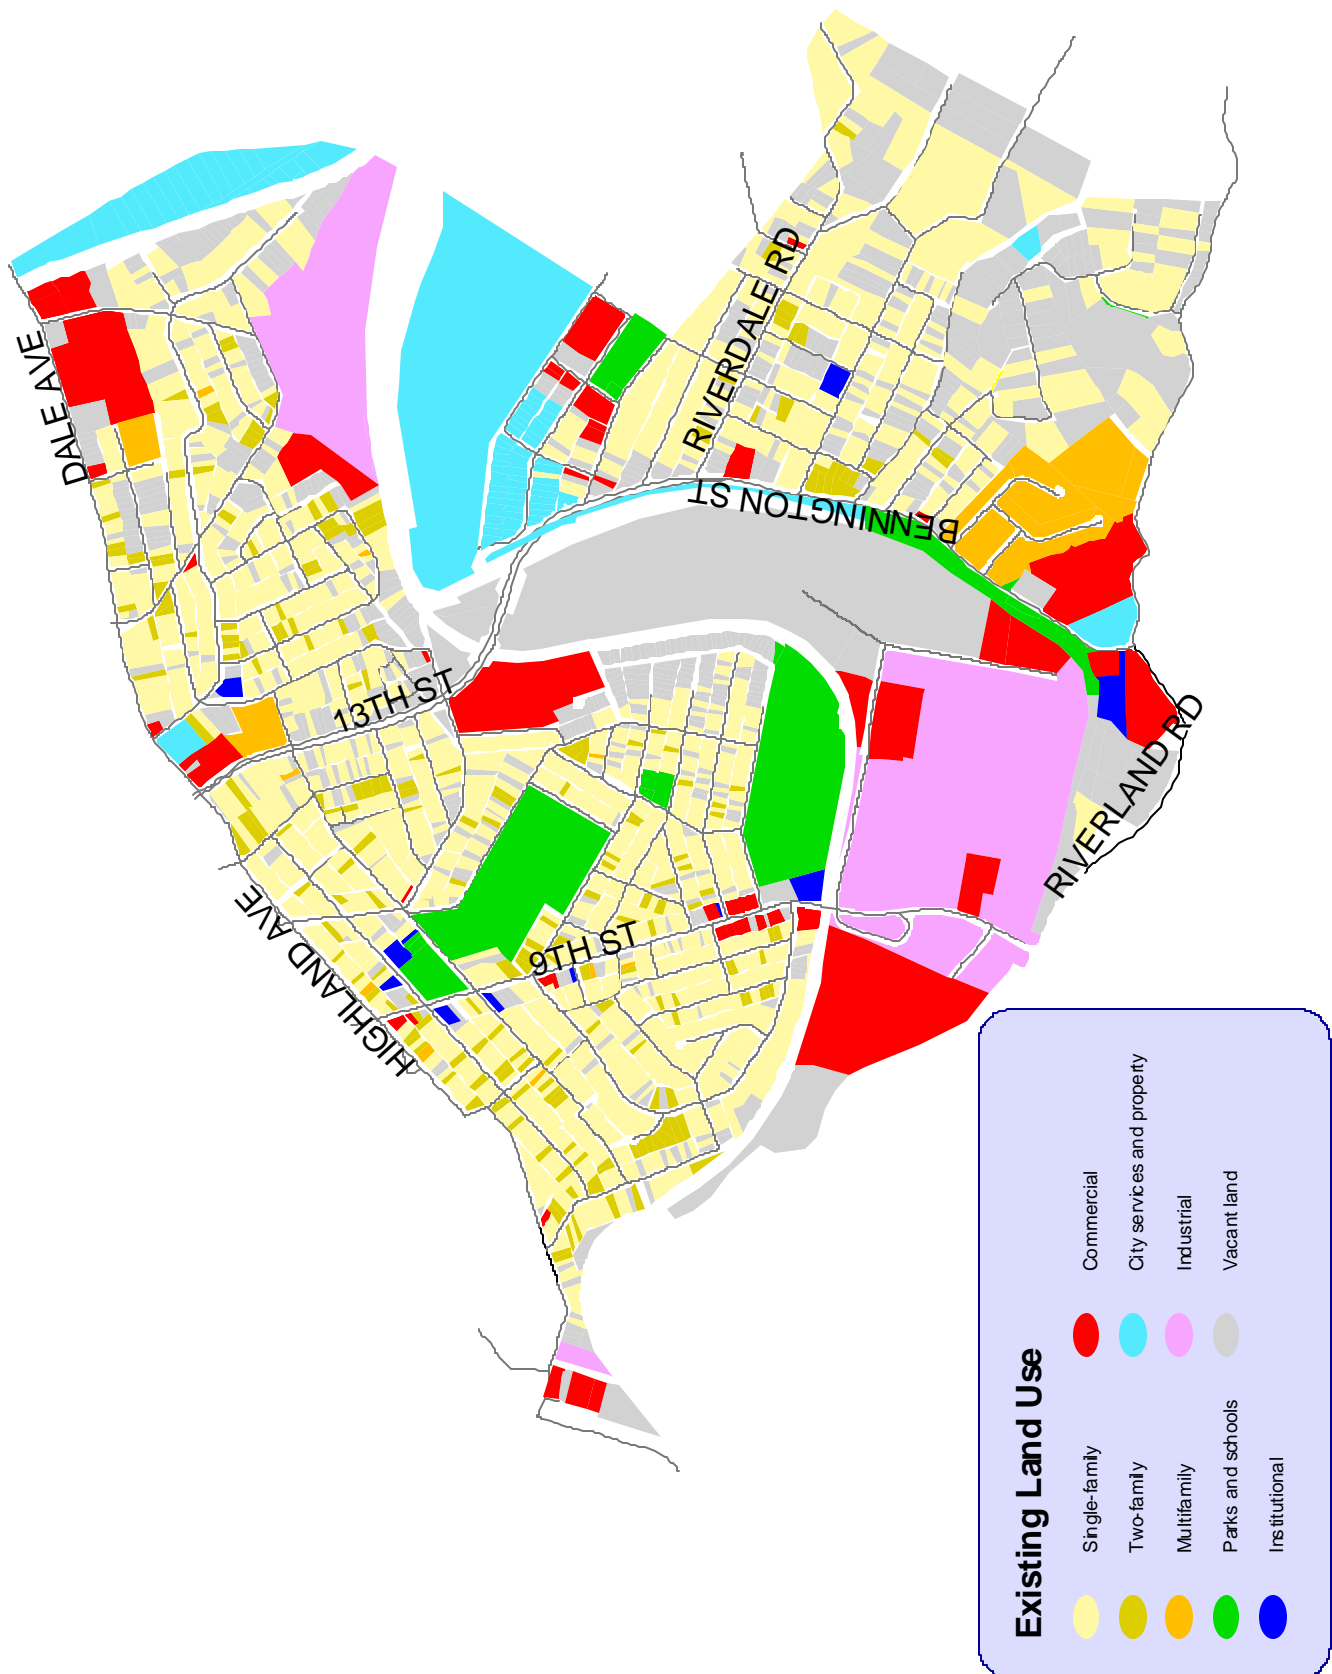 DALE AVE
RIVERDALE RD
BENNINGTON ST
13TH ST
HIGHLAND AVE
9TH ST
RIVERLAND RD
Existing Land Use
Single-family
Two-family
Multifamily
Parks and schools
Institutional
Commercial
City services and property
Industrial
Vacant land